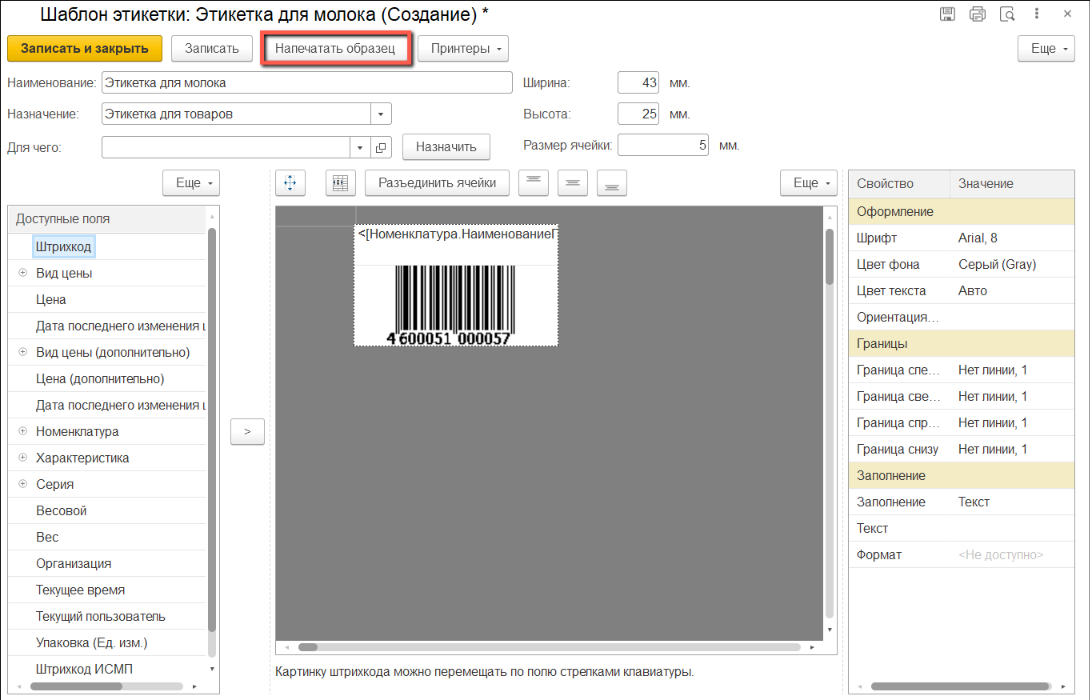 Шаблон этикетки: Этикетка для молока (Создание) *
Записать и закрыть
Записать
Напечатать образец
Принтеры
Еще
Наименование: Этикетка для молока
Ширина: 43 мм.
Назначение: Этикетка для товаров
Высота: 25 мм.
Для чего:
Назначить
Размер ячейки: 5 мм.
Еще
Разъединить ячейки
Еще
Доступные поля
Штрихкод
Вид цены
Цена
Дата последнего изменения ц
Вид цены (дополнительно)
Цена (дополнительно)
Дата последнего изменения ц
Номенклатура
Характеристика
Серия
Весовой
Вес
Организация
Текущее время
Текущий пользователь
Упаковка (Ед. изм.)
Штрихкод ИСМП
>
<[Номенклатура.НаименованиеГ
4 600051 000057
Картинку штрихкода можно перемещать по полю стрелками клавиатуры.
Свойство Значение
Оформление
Шрифт Arial, 8
Цвет фона Серый (Gray)
Цвет текста Авто
Ориентация...
Границы
Граница спе... Нет линии, 1
Граница све... Нет линии, 1
Граница спр... Нет линии, 1
Граница снизу Нет линии, 1
Заполнение
Заполнение Текст
Текст
Формат <Не доступно>